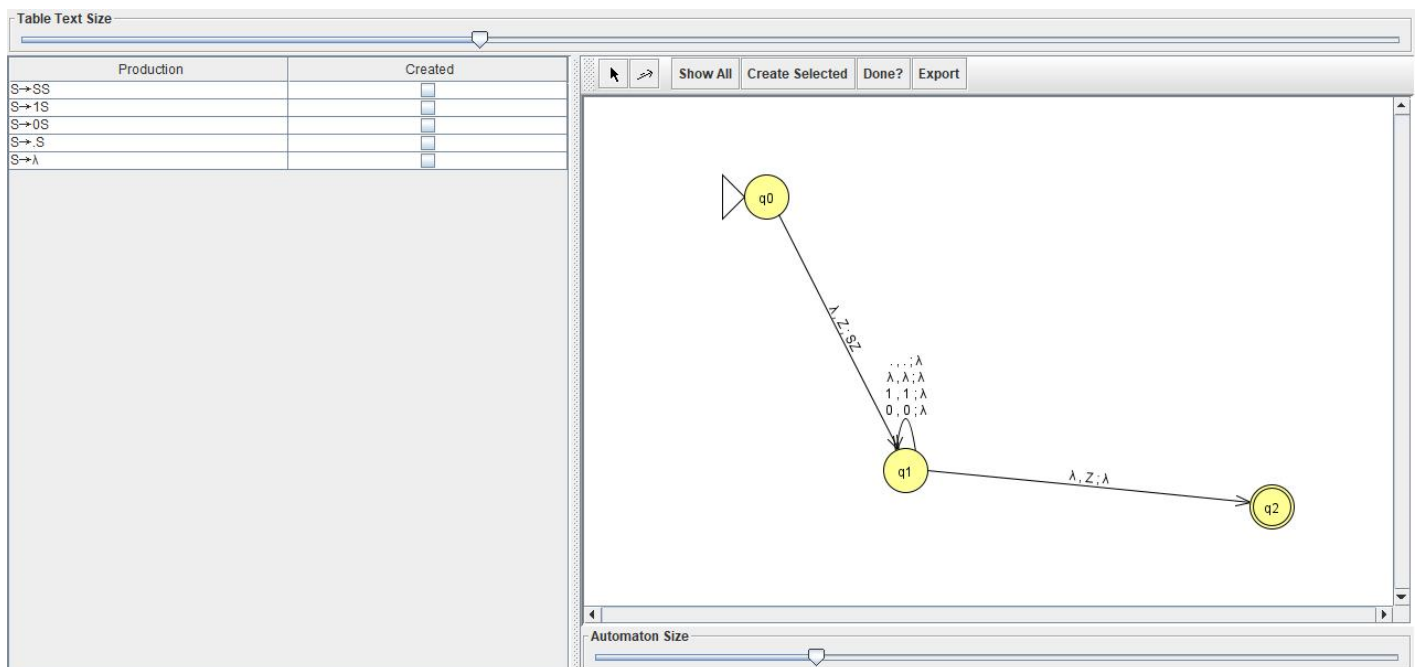 Table Text Size
Production Created
S→SS
S→1S
S→0S
S→.S
S→λ
Show All Create Selected Done? Export
q0
λ , Z ; SZ
. , . ; λ
λ , λ ; λ
1 , 1 ; λ
0 , 0 ; λ
q1
λ , Z ; λ
q2
Automaton Size